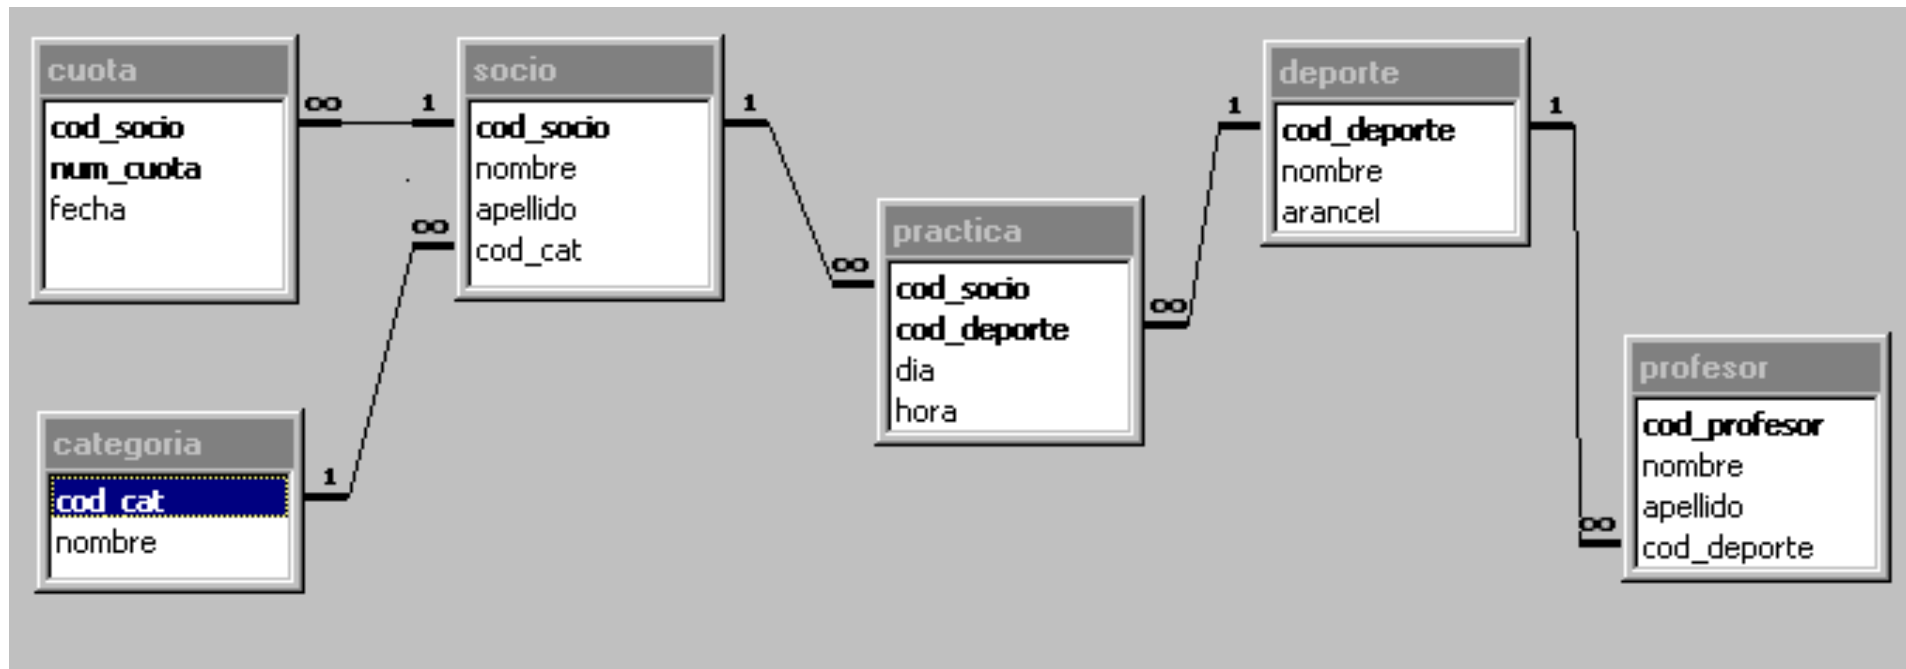 cuota
cod_socio
num_cuota
fecha
∞
1
socio
cod_socio
nombre
apellido
cod_cat
∞
1
categoria
cod_cat
nombre
1
∞
practica
cod_socio
cod_deporte
dia
hora
∞
1
deporte
cod_deporte
nombre
arancel
1
∞
profesor
cod_profesor
nombre
apellido
cod_deporte